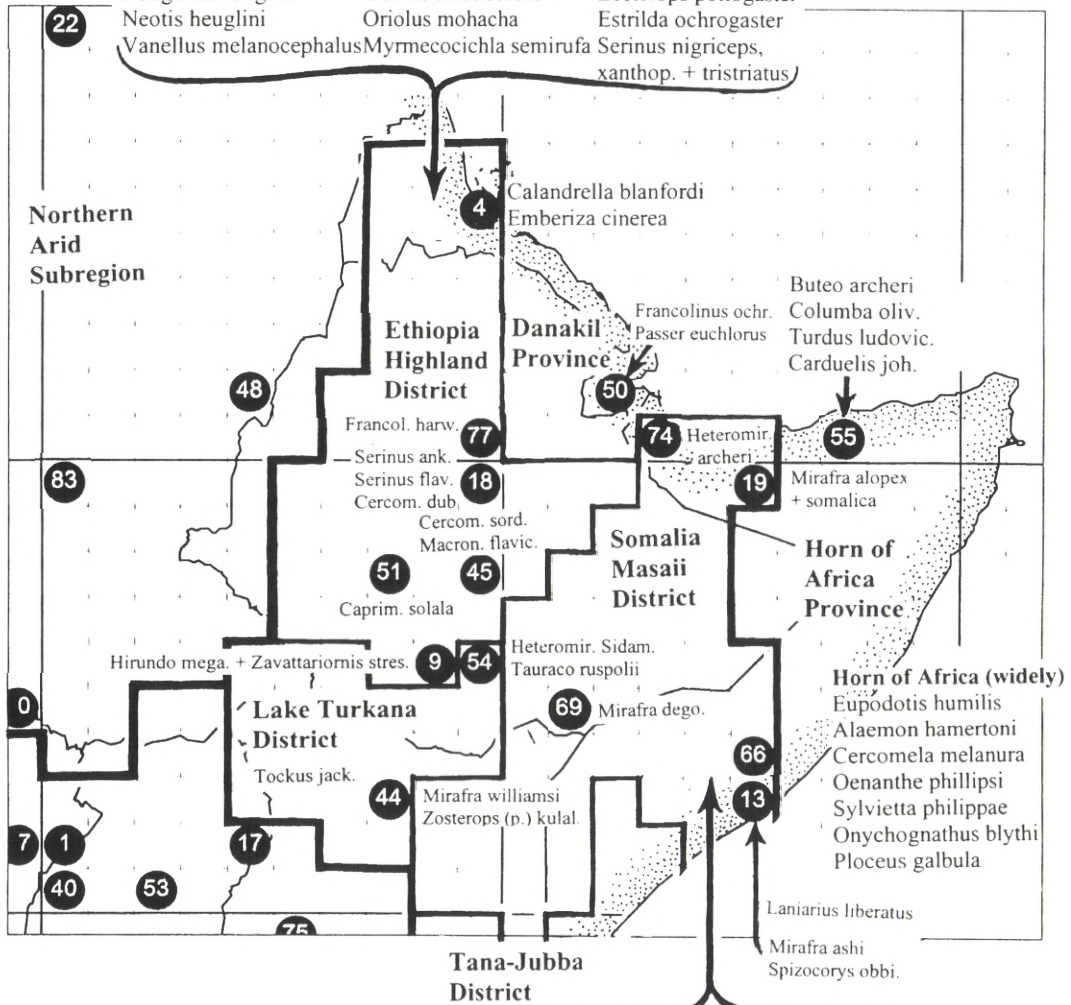 Neotis heuglini
Vanellus melanocephalus
Oriolus mohacha
Myrmecocichla semirufa
Estrilda ochrogaster
Serinus nigriceps,
xanthop. + tristriatus
22
Northern
Arid
Subregion
4
Calandrella blanfordi
Emberiza cinerea
Ethiopia
Highland
District
Danakil
Province
Francolinus ochr.
Passer euchlorus
50
Buteo archeri
Columba oliv.
Turdus ludovic.
Carduelis joh.
55
48
Francol. harw.
77
74
Heteromir.
archeri
83
Serinus ank.
Serinus flav.
Cercom. dub.
18
19
Mirafra alopex
+ somalica
Cercom. sord.
Macron. flavic.
51
45
Caprim. solala
Somalia
Masaii
District
Horn of
Africa
Province
Hirundo mega. + Zavattariornis stres.
9
54
Heteromir. Sidam.
Tauraco ruspolii
0
Lake Turkana
District
69
Mirafra dego.
Horn of Africa (widely)
Eupodotis humilis
Alaemon hamertoni
Cercomela melanura
Oenanthe phillipsi
Sylvietta philippae
Onychognathus blythi
Ploceus galbula
Tockus jack.
44
Mirafra williamsi
Zosterops (p.) kulal.
66
13
7
1
17
40
53
75
Laniarius liberatus
Mirafra ashi
Spizocorys obbi.
Tana-Jubba
District